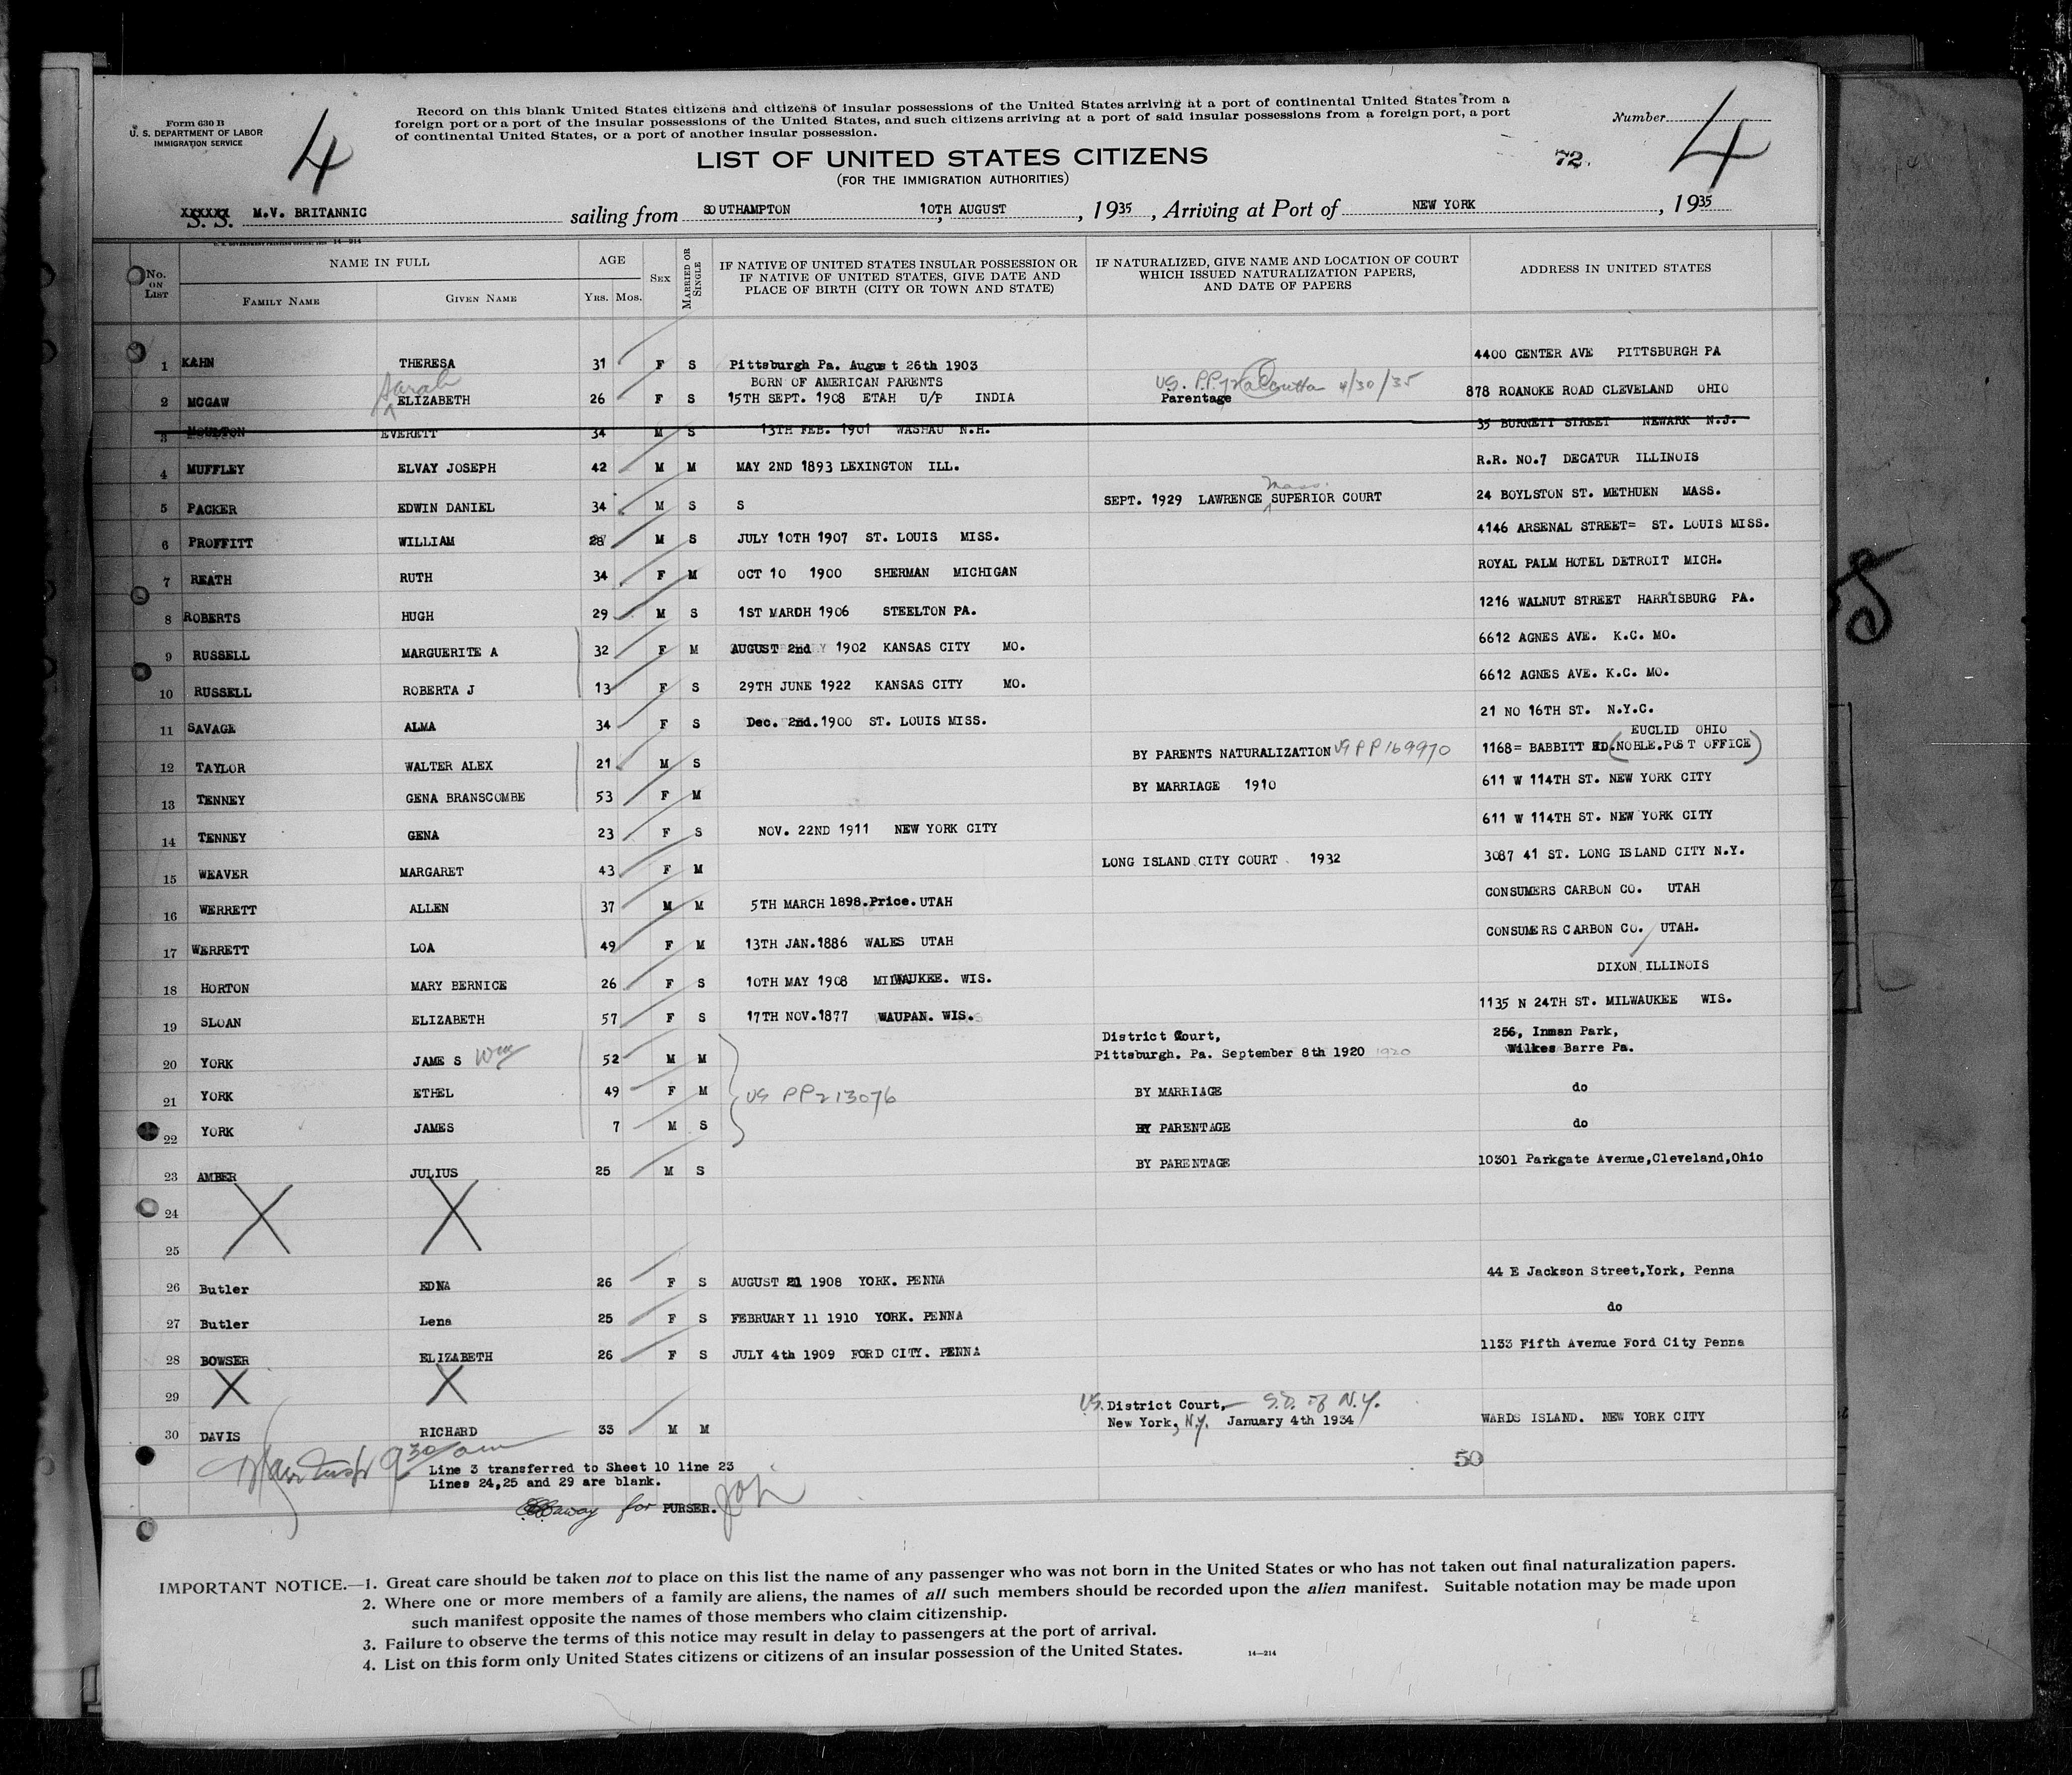 Form 630 B
U. S. DEPARTMENT OF LABOR
IMMIGRATION SERVICE
4
Record on this blank United States citizens and citizens of insular possessions of the United States arriving at a port of continental United States from a
foreign port or a port of the insular possessions of the United States, and such citizens arriving at a port of said insular possessions from a foreign port, a port
of continental United States, or a port of another insular possession.
Number
4
LIST OF UNITED STATES CITIZENS
72.
(FOR THE IMMIGRATION AUTHORITIES)
S. S. M.V. BRITANNIC sailing from SOUTHAMPTON 10TH AUGUST, 1935, Arriving at Port of NEW YORK, 1935
14—214
No. ON LIST
NAME IN FULL
FAMILY NAME GIVEN NAME
AGE
YRS. MOS.
SEX
MARRIED OR SINGLE
IF NATIVE OF UNITED STATES INSULAR POSSESSION OR
IF NATIVE OF UNITED STATES, GIVE DATE AND
PLACE OF BIRTH (CITY OR TOWN AND STATE)
IF NATURALIZED, GIVE NAME AND LOCATION OF COURT
WHICH ISSUED NATURALIZATION PAPERS,
AND DATE OF PAPERS
ADDRESS IN UNITED STATES
1 KAHN THERESA 31 F S Pittsburgh Pa. August 26th 1903 4400 CENTER AVE PITTSBURGH PA
Sarah BORN OF AMERICAN PARENTS US. P.P. Calcutta 4/30/35
2 MCGAW ELIZABETH 26 F S 15TH SEPT. 1908 ETAH U/P INDIA Parentage 878 ROANOKE ROAD CLEVELAND OHIO
3 MOULTON EVERETT 34 M S 13TH FEB. 1901 WASHAU N.H. 35 BURNETT STREET NEWARK N.J.
4 MUFFLEY ELVAY JOSEPH 42 M M MAY 2ND 1893 LEXINGTON ILL. R.R. NO.7 DECATUR ILLINOIS
5 PACKER EDWIN DANIEL 34 M S S SEPT. 1929 LAWRENCE Mass. SUPERIOR COURT 24 BOYLSTON ST. METHUEN MASS.
6 PROFFITT WILLIAM 28 M S JULY 10TH 1907 ST. LOUIS MISS. 4146 ARSENAL STREET= ST. LOUIS MISS.
7 REATH RUTH 34 F M OCT 10 1900 SHERMAN MICHIGAN ROYAL PALM HOTEL DETROIT MICH.
8 ROBERTS HUGH 29 M S 1ST MARCH 1906 STEELTON PA. 1216 WALNUT STREET HARRISBURG PA.
9 RUSSELL MARGUERITE A 32 F M AUGUST 2nd 1902 KANSAS CITY MO. 6612 AGNES AVE. K.C. MO.
10 RUSSELL ROBERTA J 13 F S 29TH JUNE 1922 KANSAS CITY MO. 6612 AGNES AVE. K.C. MO.
11 SAVAGE ALMA 34 F S Dec. 2nd. 1900 ST. LOUIS MISS. 21 NO 16TH ST. N.Y.C.
EUCLID OHIO
12 TAYLOR WALTER ALEX 21 M S BY PARENTS NATURALIZATION US PP 169970 1168= BABBITT RD. (NOBLE.POST OFFICE)
13 TENNEY GENA BRANSCOMBE 53 F M BY MARRIAGE 1910 611 W 114TH ST. NEW YORK CITY
14 TENNEY GENA 23 F S NOV. 22ND 1911 NEW YORK CITY 611 W 114TH ST. NEW YORK CITY
15 WEAVER MARGARET 43 F M LONG ISLAND CITY COURT 1932 3087 41 ST. LONG ISLAND CITY N.Y.
16 WERRETT ALLEN 37 M M 5TH MARCH 1898.Price.UTAH CONSUMERS CARBON CO. UTAH
17 WERRETT LOA 49 F M 13TH JAN.1886 WALES UTAH CONSUMERS CARBON CO. UTAH.
18 HORTON MARY BERNICE 26 F S 10TH MAY 1908 MILWAUKEE. WIS. DIXON ILLINOIS
19 SLOAN ELIZABETH 57 F S 17TH NOV.1877 WAUPAN. WIS. 1135 N 24TH ST. MILWAUKEE WIS.
District Court, 256, Inman Park,
20 YORK JAMES Wm 52 M M Pittsburgh. Pa. September 8th 1920 1920 Wilkes Barre Pa.
21 YORK ETHEL 49 F M US PP 213076 BY MARRIAGE do
22 YORK JAMES 7 M S BY PARENTAGE do
23 AMBER JULIUS 25 M S BY PARENTAGE 10301 Parkgate Avenue,Cleveland,Ohio
24 X X
25
26 Butler EDNA 26 F S AUGUST 21 1908 YORK. PENNA 44 E Jackson Street,York, Penna
27 Butler Lena 25 F S FEBRUARY 11 1910 YORK. PENNA do
28 BOWSER ELIZABETH 26 F S JULY 4th 1909 FORD CITY. PENNA 1133 Fifth Avenue Ford City Penna
29 X X
US. District Court, S.D. of N.Y.
30 DAVIS RICHARD 33 M M New York, N.Y. January 4th 1934 WARDS ISLAND. NEW YORK CITY
9 30/am
Line 3 transferred to Sheet 10 line 23
50
Lines 24,25 and 29 are blank.
for PURSER.
IMPORTANT NOTICE.—1. Great care should be taken not to place on this list the name of any passenger who was not born in the United States or who has not taken out final naturalization papers.
2. Where one or more members of a family are aliens, the names of all such members should be recorded upon the alien manifest. Suitable notation may be made upon
such manifest opposite the names of those members who claim citizenship.
3. Failure to observe the terms of this notice may result in delay to passengers at the port of arrival.
4. List on this form only United States citizens or citizens of an insular possession of the United States.
14—214